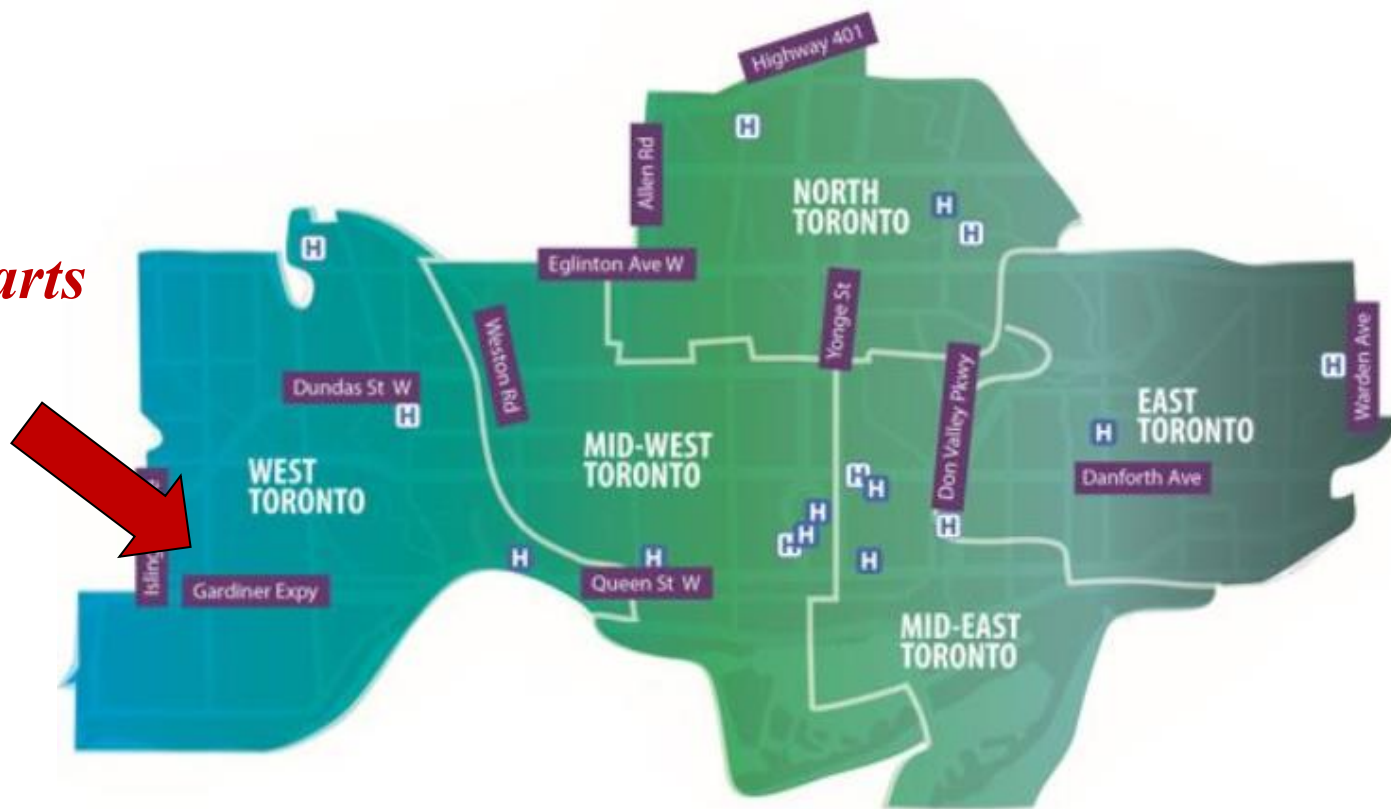 Highway 401
H
Allen Rd
NORTH
TORONTO
H
H
H
arts
Eglinton Ave W
Yonge St
Weston Rd
Warden Ave
Don Valley Pkwy
H
Dundas St W
H
EAST
TORONTO
H
MID-WEST
TORONTO
WEST
TORONTO
Danforth Ave
H
H
H
H
H
H
H
H
H
H
Queen St W
Gardiner Expy
MID-EAST
TORONTO